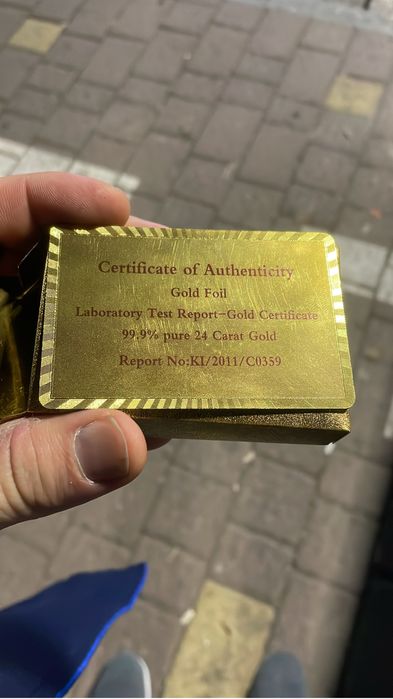 Certificate of Authenticity
Gold Foil
Laboratory Test Report-Gold Certificate
99.9% pure 24 Carat Gold
Report No:KI/2011/C0359